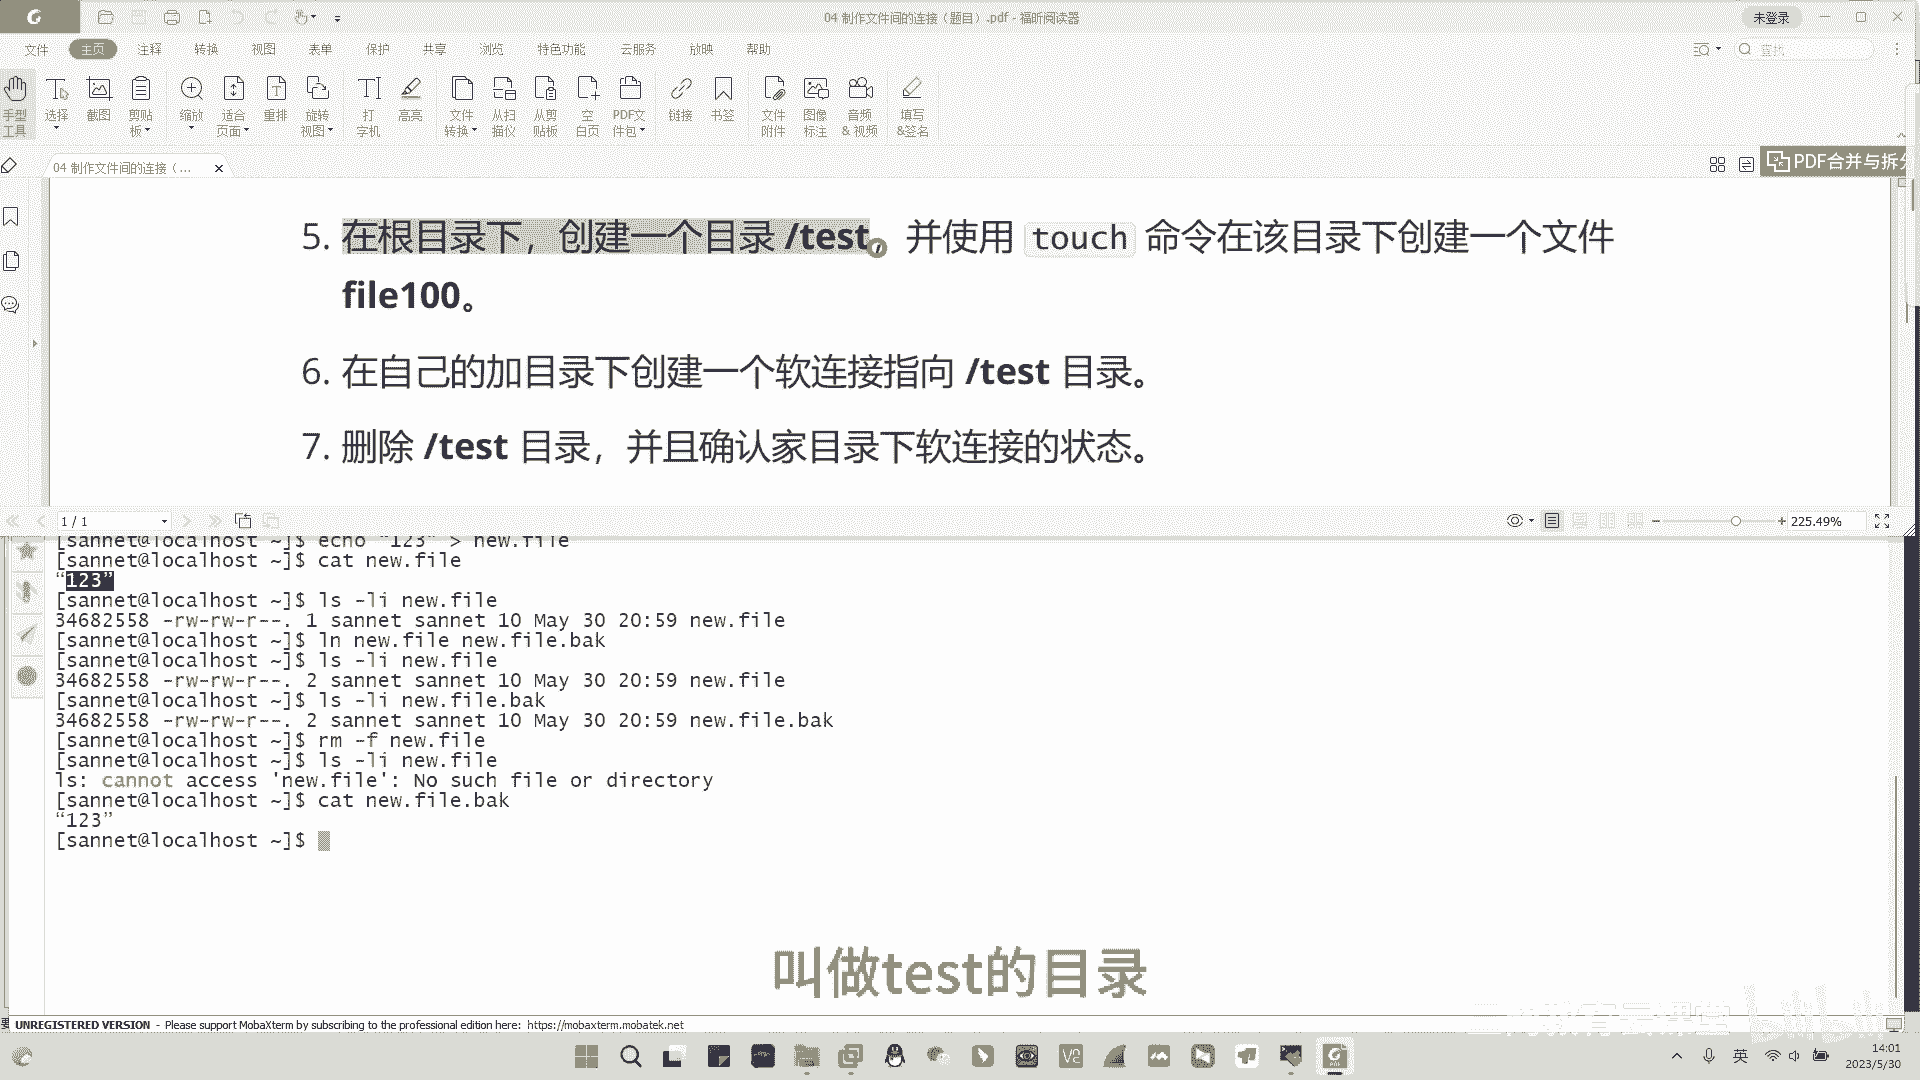 04 制作文件间的连接（题目）.pdf - 福昕阅读器
未登录
文件 主页 注释 转换 视图 表单 保护 共享 浏览 特色功能 云服务 放映 帮助
查找
手型工具 选择 截图 剪贴板 缩放 适合页面 重排 旋转视图 打字机 高亮 文件转换 从扫描仪 从剪贴板 空白页 PDF文件包 链接 书签 文件附件 图像标注 音频&视频 填写&签名
04 制作文件间的连接（...
PDF合并与拆分
5. 在根目录下，创建一个目录 /test。并使用 touch 命令在该目录下创建一个文件
file100。
6. 在自己的加目录下创建一个软连接指向 /test 目录。
7. 删除 /test 目录，并且确认家目录下软连接的状态。
1 / 1
225.49%
[sannet@localhost ~]$ echo “123” > new.file
[sannet@localhost ~]$ cat new.file
“123”
[sannet@localhost ~]$ ls -li new.file
34682558 -rw-rw-r--. 1 sannet sannet 10 May 30 20:59 new.file
[sannet@localhost ~]$ ln new.file new.file.bak
[sannet@localhost ~]$ ls -li new.file
34682558 -rw-rw-r--. 2 sannet sannet 10 May 30 20:59 new.file
[sannet@localhost ~]$ ls -li new.file.bak
34682558 -rw-rw-r--. 2 sannet sannet 10 May 30 20:59 new.file.bak
[sannet@localhost ~]$ rm -f new.file
[sannet@localhost ~]$ ls -li new.file
ls: cannot access 'new.file': No such file or directory
[sannet@localhost ~]$ cat new.file.bak
“123”
[sannet@localhost ~]$
叫做test的目录
UNREGISTERED VERSION - Please support MobaXterm by subscribing to the professional edition here: https://mobaxterm.mobatek.net
英
14:01
2023/5/30